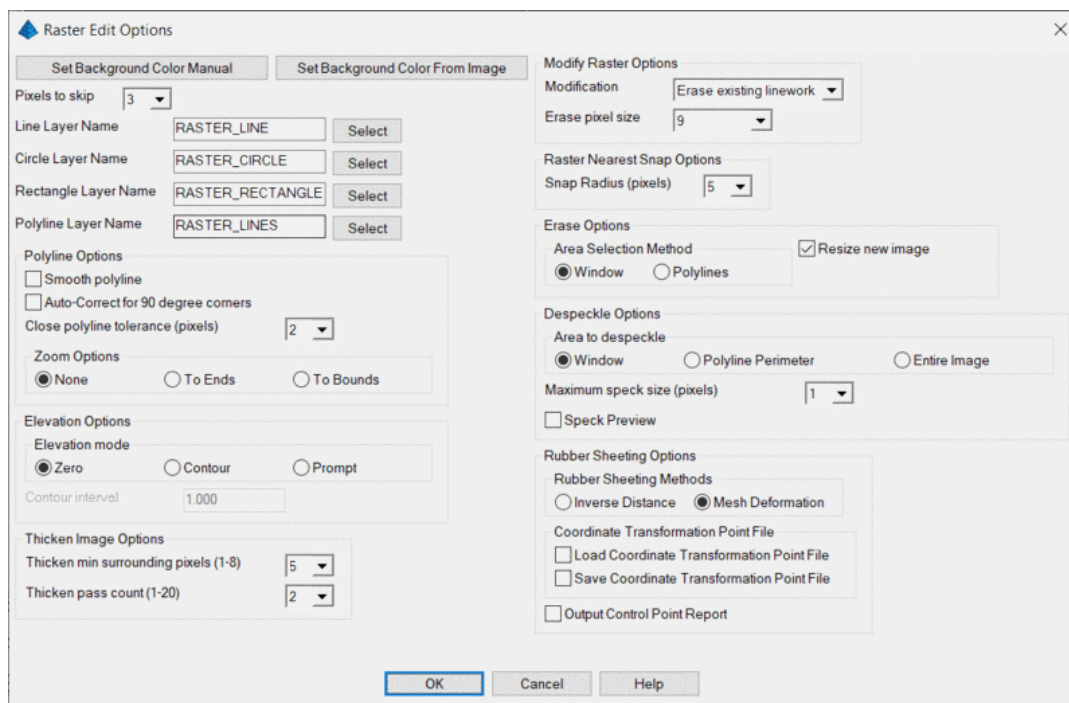 Raster Edit Options
Set Background Color Manual
Set Background Color From Image
Pixels to skip 3
Line Layer Name RASTER_LINE Select
Circle Layer Name RASTER_CIRCLE Select
Rectangle Layer Name RASTER_RECTANGLE Select
Polyline Layer Name RASTER_LINES Select
Polyline Options
Smooth polyline
Auto-Correct for 90 degree corners
Close polyline tolerance (pixels) 2
Zoom Options
None To Ends To Bounds
Elevation Options
Elevation mode
Zero Contour Prompt
Contour interval 1.000
Thicken Image Options
Thicken min surrounding pixels (1-8) 5
Thicken pass count (1-20) 2
Modify Raster Options
Modification Erase existing linework
Erase pixel size 9
Raster Nearest Snap Options
Snap Radius (pixels) 5
Erase Options
Area Selection Method
Window Polylines
Resize new image
Despeckle Options
Area to despeckle
Window Polyline Perimeter Entire Image
Maximum speck size (pixels) 1
Speck Preview
Rubber Sheeting Options
Rubber Sheeting Methods
Inverse Distance Mesh Deformation
Coordinate Transformation Point File
Load Coordinate Transformation Point File
Save Coordinate Transformation Point File
Output Control Point Report
OK Cancel Help